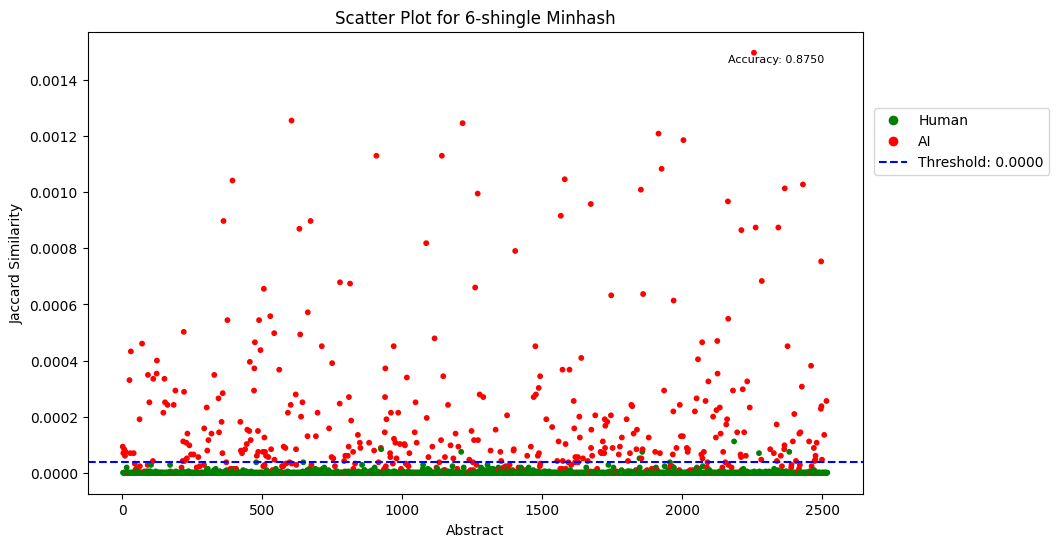 Scatter Plot for 6-shingle Minhash
Accuracy: 0.8750
0.0014
0.0012
0.0010
0.0008
0.0006
0.0004
0.0002
0.0000
Jaccard Similarity
0
500
1000
1500
2000
2500
Abstract
Human
AI
Threshold: 0.0000